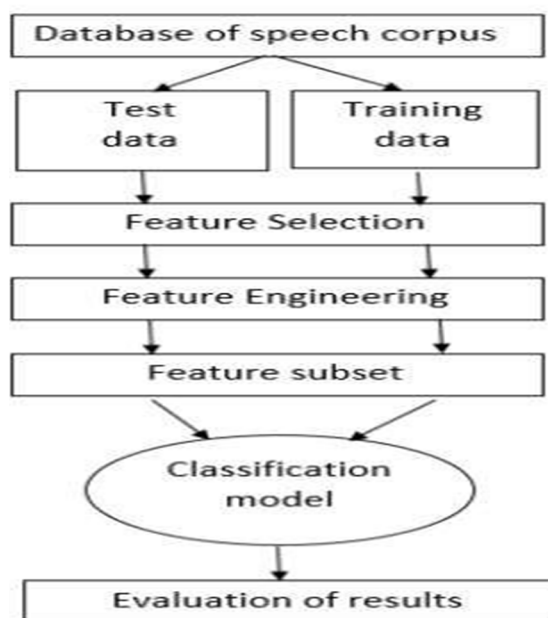 Database of speech corpus
Test
data
Training
data
Feature Selection
Feature Engineering
Feature subset
Classification
model
Evaluation of results